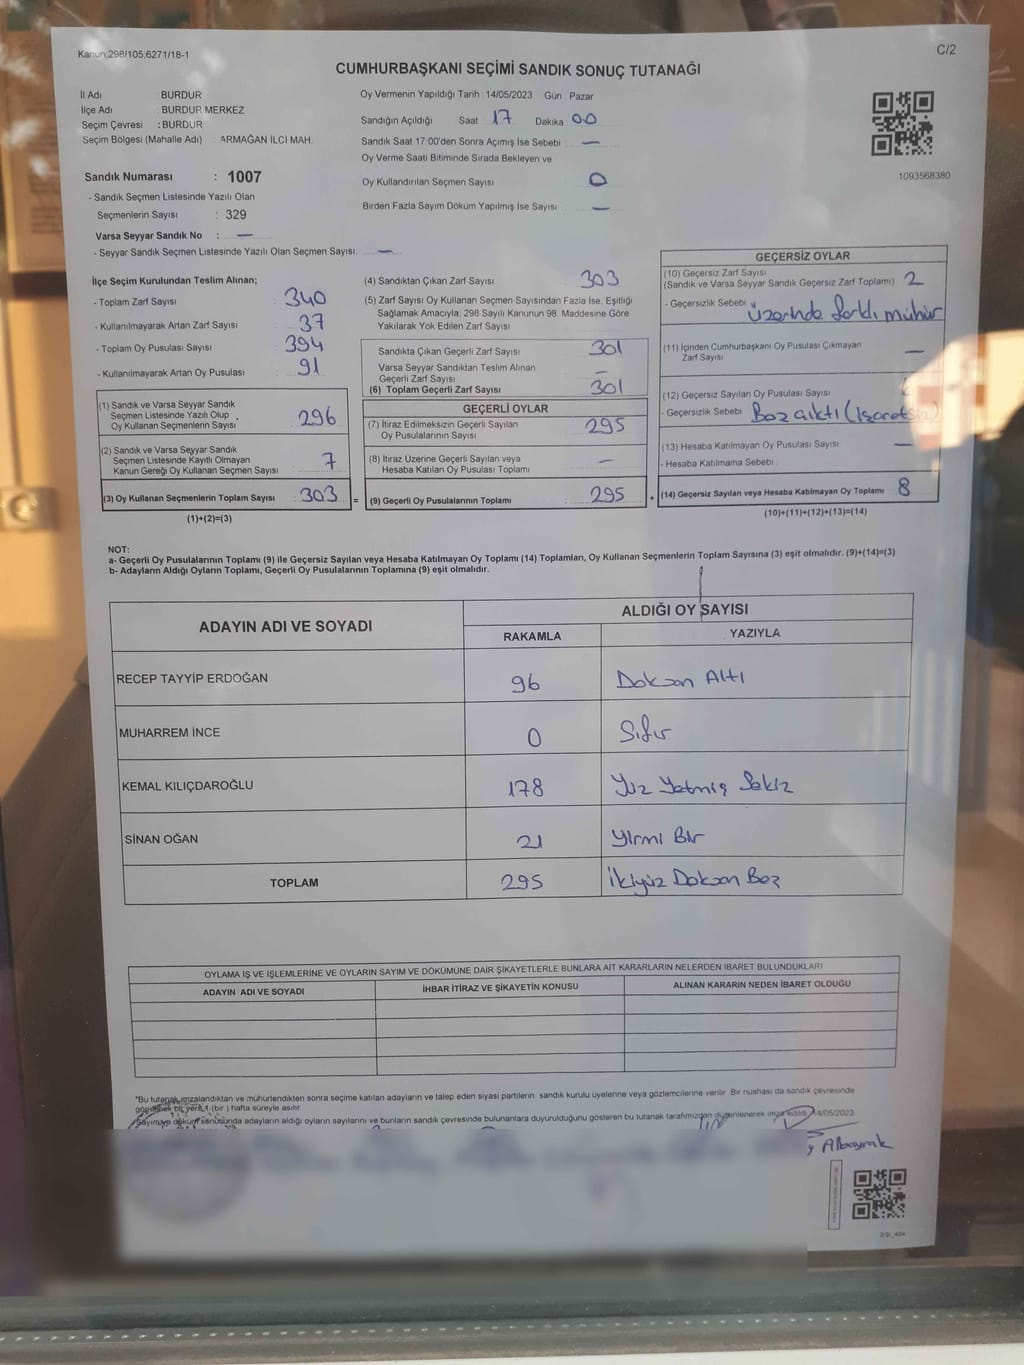 Kanun;298/105;6271/18-1
C/2
CUMHURBAŞKANI SEÇİMİ SANDIK SONUÇ TUTANAĞI
İl Adı BURDUR
İlçe Adı : BURDUR MERKEZ
Seçim Çevresi : BURDUR
Seçim Bölgesi (Mahalle Adı) : ARMAĞAN İLCİ MAH.
Sandık Numarası : 1007
- Sandık Seçmen Listesinde Yazılı Olan
Seçmenlerin Sayısı : 329
Varsa Seyyar Sandık No : —
- Seyyar Sandık Seçmen Listesinde Yazılı Olan Seçmen Sayısı: —
Oy Vermenin Yapıldığı Tarih : 14/05/2023 Gün Pazar
Sandığın Açıldığı Saat 17 Dakika 00
Sandık Saat 17:00'den Sonra Açımış İse Sebebi —
Oy Verme Saati Bitiminde Sırada Bekleyen ve
Oy Kullandırılan Seçmen Sayısı 0
Birden Fazla Sayım Döküm Yapılmış İse Sayısı —
1093568380
İlçe Seçim Kurulundan Teslim Alınan;
- Toplam Zarf Sayısı : 340
- Kullanılmayarak Artan Zarf Sayısı : 37
- Toplam Oy Pusulası Sayısı : 394
- Kullanılmayarak Artan Oy Pusulası : 91
(1) Sandık ve Varsa Seyyar Sandık
Seçmen Listesinde Yazılı Olup
Oy Kullanan Seçmenlerin Sayısı : 296
(2) Sandık ve Varsa Seyyar Sandık
Seçmen Listesinde Kayıtlı Olmayan
Kanun Gereği Oy Kullanan Seçmen Sayısı : 7
(3) Oy Kullanan Seçmenlerin Toplam Sayısı : 303 =
(1)+(2)=(3)
(4) Sandıktan Çıkan Zarf Sayısı 303
(5) Zarf Sayısı Oy Kullanan Seçmen Sayısından Fazla İse, Eşitliği
Sağlamak Amacıyla, 298 Sayılı Kanunun 98. Maddesine Göre
Yakılarak Yok Edilen Zarf Sayısı
Sandıkta Çıkan Geçerli Zarf Sayısı : 301
Varsa Seyyar Sandıktan Teslim Alınan
Geçerli Zarf Sayısı : —
(6) Toplam Geçerli Zarf Sayısı : 301
GEÇERLİ OYLAR
(7) İtiraz Edilmeksizin Geçerli Sayılan
Oy Pusulalarının Sayısı : 295
(8) İtiraz Üzerine Geçerli Sayılan veya
Hesaba Katılan Oy Pusulası Toplamı : —
(9) Geçerli Oy Pusulalarının Toplamı : 295 +
GEÇERSİZ OYLAR
(10) Geçersiz Zarf Sayısı
(Sandık ve Varsa Seyyar Sandık Geçersiz Zarf Toplamı) 2
- Geçersizlik Sebebi : üzerinde farklı mühür
(11) İçinden Cumhurbaşkanı Oy Pusulası Çıkmayan
Zarf Sayısı —
(12) Geçersiz Sayılan Oy Pusulası Sayısı
- Geçersizlik Sebebi Boş çıktı
(13) Hesaba Katılmayan Oy Pusulası Sayısı —
- Hesaba Katılmama Sebebi :
(14) Geçersiz Sayılan veya Hesaba Katılmayan Oy Toplamı 8
(10)+(11)+(12)+(13)=(14)
NOT:
a- Geçerli Oy Pusulalarının Toplamı (9) ile Geçersiz Sayılan veya Hesaba Katılmayan Oy Toplamı (14) Toplamları, Oy Kullanan Seçmenlerin Toplam Sayısına (3) eşit olmalıdır. (9)+(14)=(3)
b- Adayların Aldığı Oyların Toplamı, Geçerli Oy Pusulalarının Toplamına (9) eşit olmalıdır.
ADAYIN ADI VE SOYADI
ALDIĞI OY SAYISI
RAKAMLA YAZIYLA
RECEP TAYYİP ERDOĞAN 96 Doksan Altı
MUHARREM İNCE 0 Sıfır
KEMAL KILIÇDAROĞLU 178 Yüz Yetmiş Sekiz
SİNAN OĞAN 21 Yirmi Bir
TOPLAM 295 İkiyüz Doksan Beş
OYLAMA İŞ VE İŞLEMLERİNE VE OYLARIN SAYIM VE DÖKÜMÜNE DAİR ŞİKAYETLERLE BUNLARA AİT KARARLARIN NELERDEN İBARET BULUNDUKLARI
ADAYIN ADI VE SOYADI İHBAR İTİRAZ VE ŞİKAYETİN KONUSU ALINAN KARARIN NEDEN İBARET OLDUĞU
*Bu tutanak imzalandıktan ve mühürlendikten sonra seçime katılan adayların ve talep eden siyasi partilerin sandık kurulu üyelerine veya gözlemcilerine verilir. Bir nüshası da sandık çevresinde
bir yere 1 (bir ) hafta süreyle asılır.
Sayım ve döküm sonusunda adayların aldığı oyların sayılarını ve bunların sandık çevresinde bulunanlara duyurulduğunu gösteren bu tutanak tarafımızdan düzenlenerek imza edildi. 14/05/2023
y Albayrak